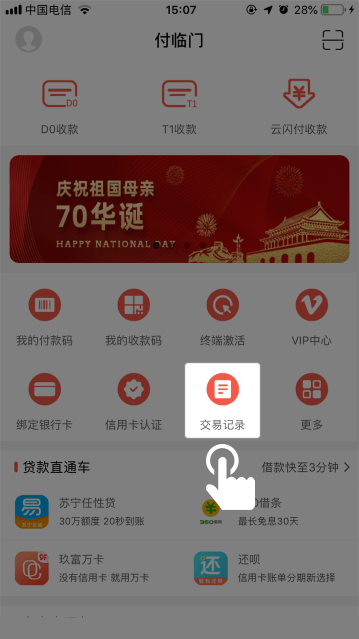 中国电信 15:07 28%
付临门
D0 T1
D0收款 T1收款 云闪付收款
庆祝祖国母亲
70华诞
HAPPY NATIONAL DAY
我的付款码 我的收款码 终端激活 VIP中心
绑定银行卡 信用卡认证 交易记录 更多
贷款直通车 借款快至3分钟
易 苏宁任性贷 0借条
30万额度 20秒到账 360 最长免息30天
玖富万卡 还 还呗
没有信用卡 就用万卡 信用卡账单分期新选择